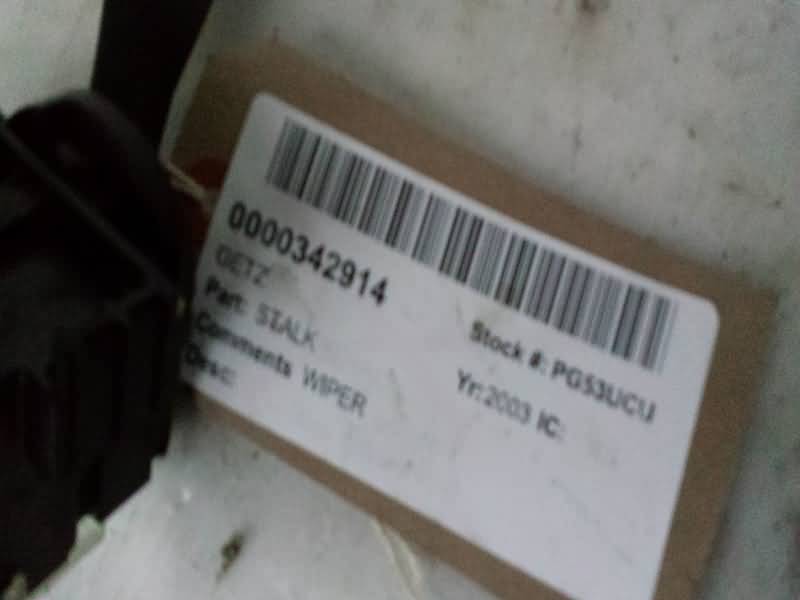 0000342914
GETZ
Stock #: PG53UCU
Part: STALK
Yr:2003 IC:
Comments WIPER
Desc: